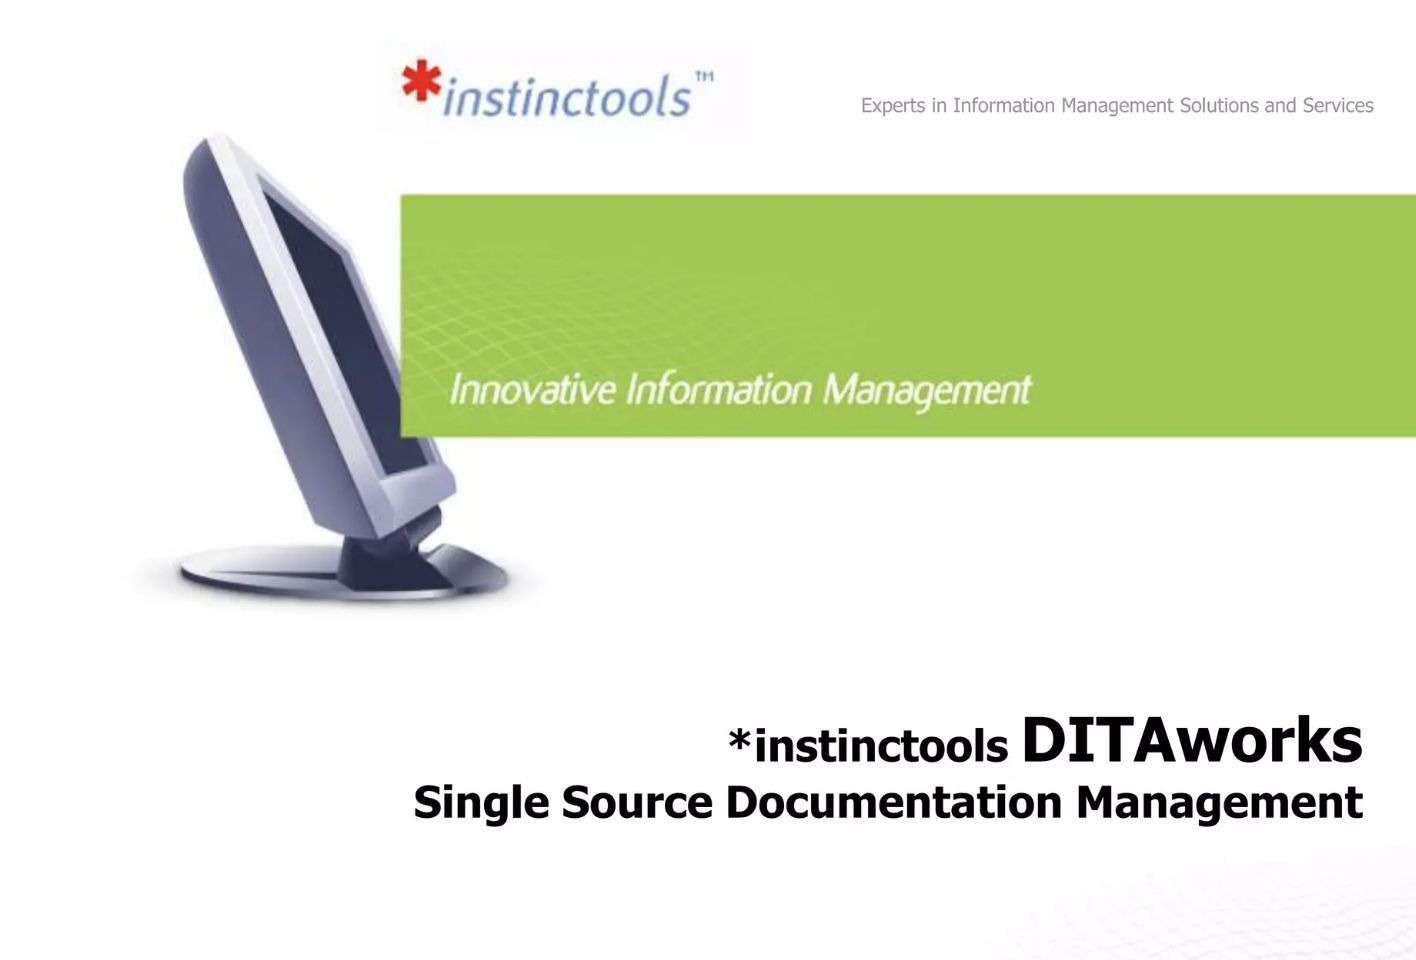 *instinctools™
Experts in Information Management Solutions and Services
Innovative Information Management
*instinctools DITAworks
Single Source Documentation Management